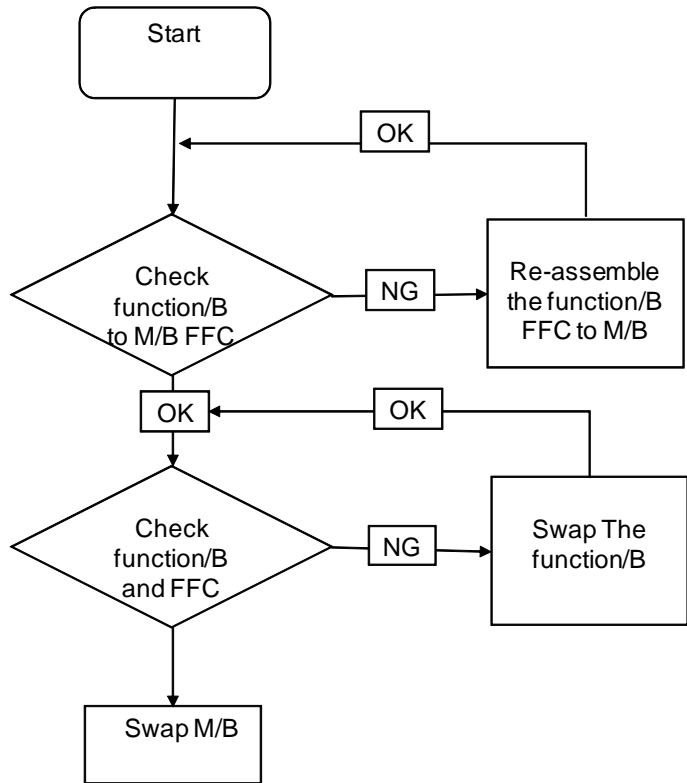 Start
OK
Check
function/B
to M/B FFC
NG
Re-assemble
the function/B
FFC to M/B
OK
OK
Check
function/B
and FFC
NG
Swap The
function/B
Swap M/B